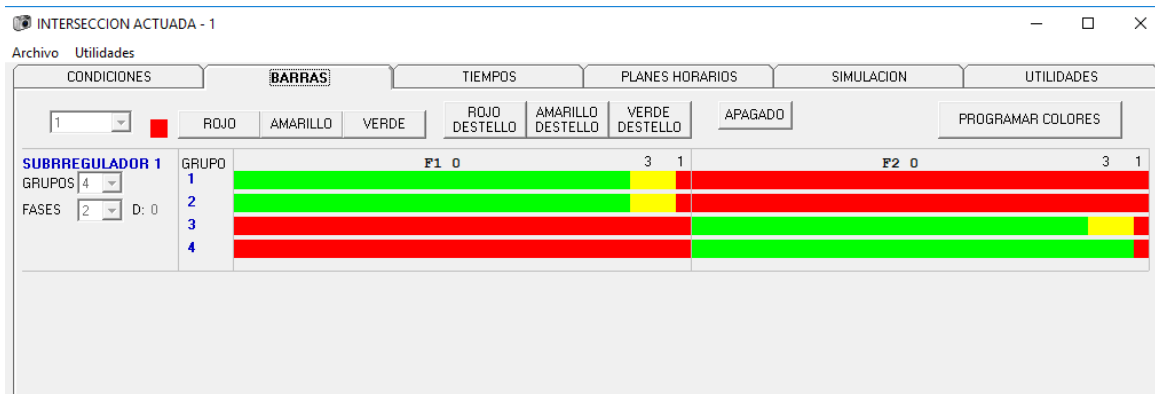 INTERSECCION ACTUADA - 1
Archivo Utilidades
CONDICIONES BARRAS TIEMPOS PLANES HORARIOS SIMULACION UTILIDADES
1 ROJO AMARILLO VERDE ROJO DESTELLO AMARILLO DESTELLO VERDE DESTELLO APAGADO PROGRAMAR COLORES
SUBRREGULADOR 1 GRUPO F1 0 3 1 F2 0 3 1
GRUPOS 4 1
2
FASES 2 D: 0
3
4